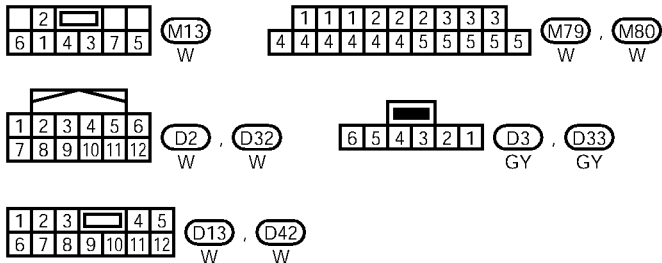 2
6 1 4 3 7 5 M13
W
1 1 1 2 2 2 3 3 3
4 4 4 4 4 4 5 5 5 5 5 M79 , M80
W W
1 2 3 4 5 6
7 8 9 10 11 12 D2 , D32
W W
6 5 4 3 2 1 D3 , D33
GY GY
1 2 3 4 5
6 7 8 9 10 11 12 D13 , D42
W W